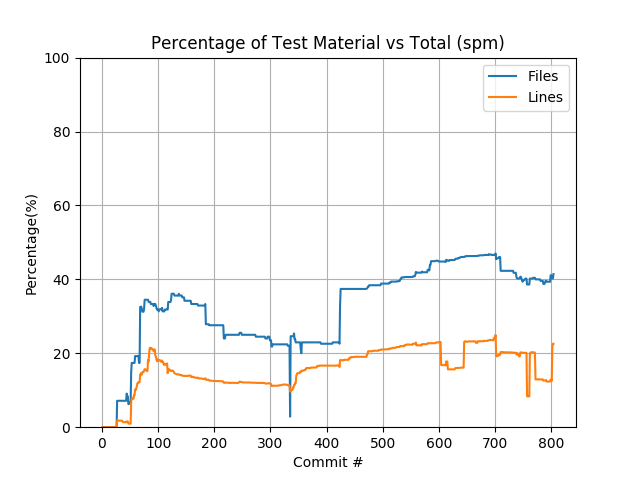 Percentage of Test Material vs Total (spm)
Files
Lines
100
80
60
40
20
0
Percentage(%)
0 100 200 300 400 500 600 700 800
Commit #